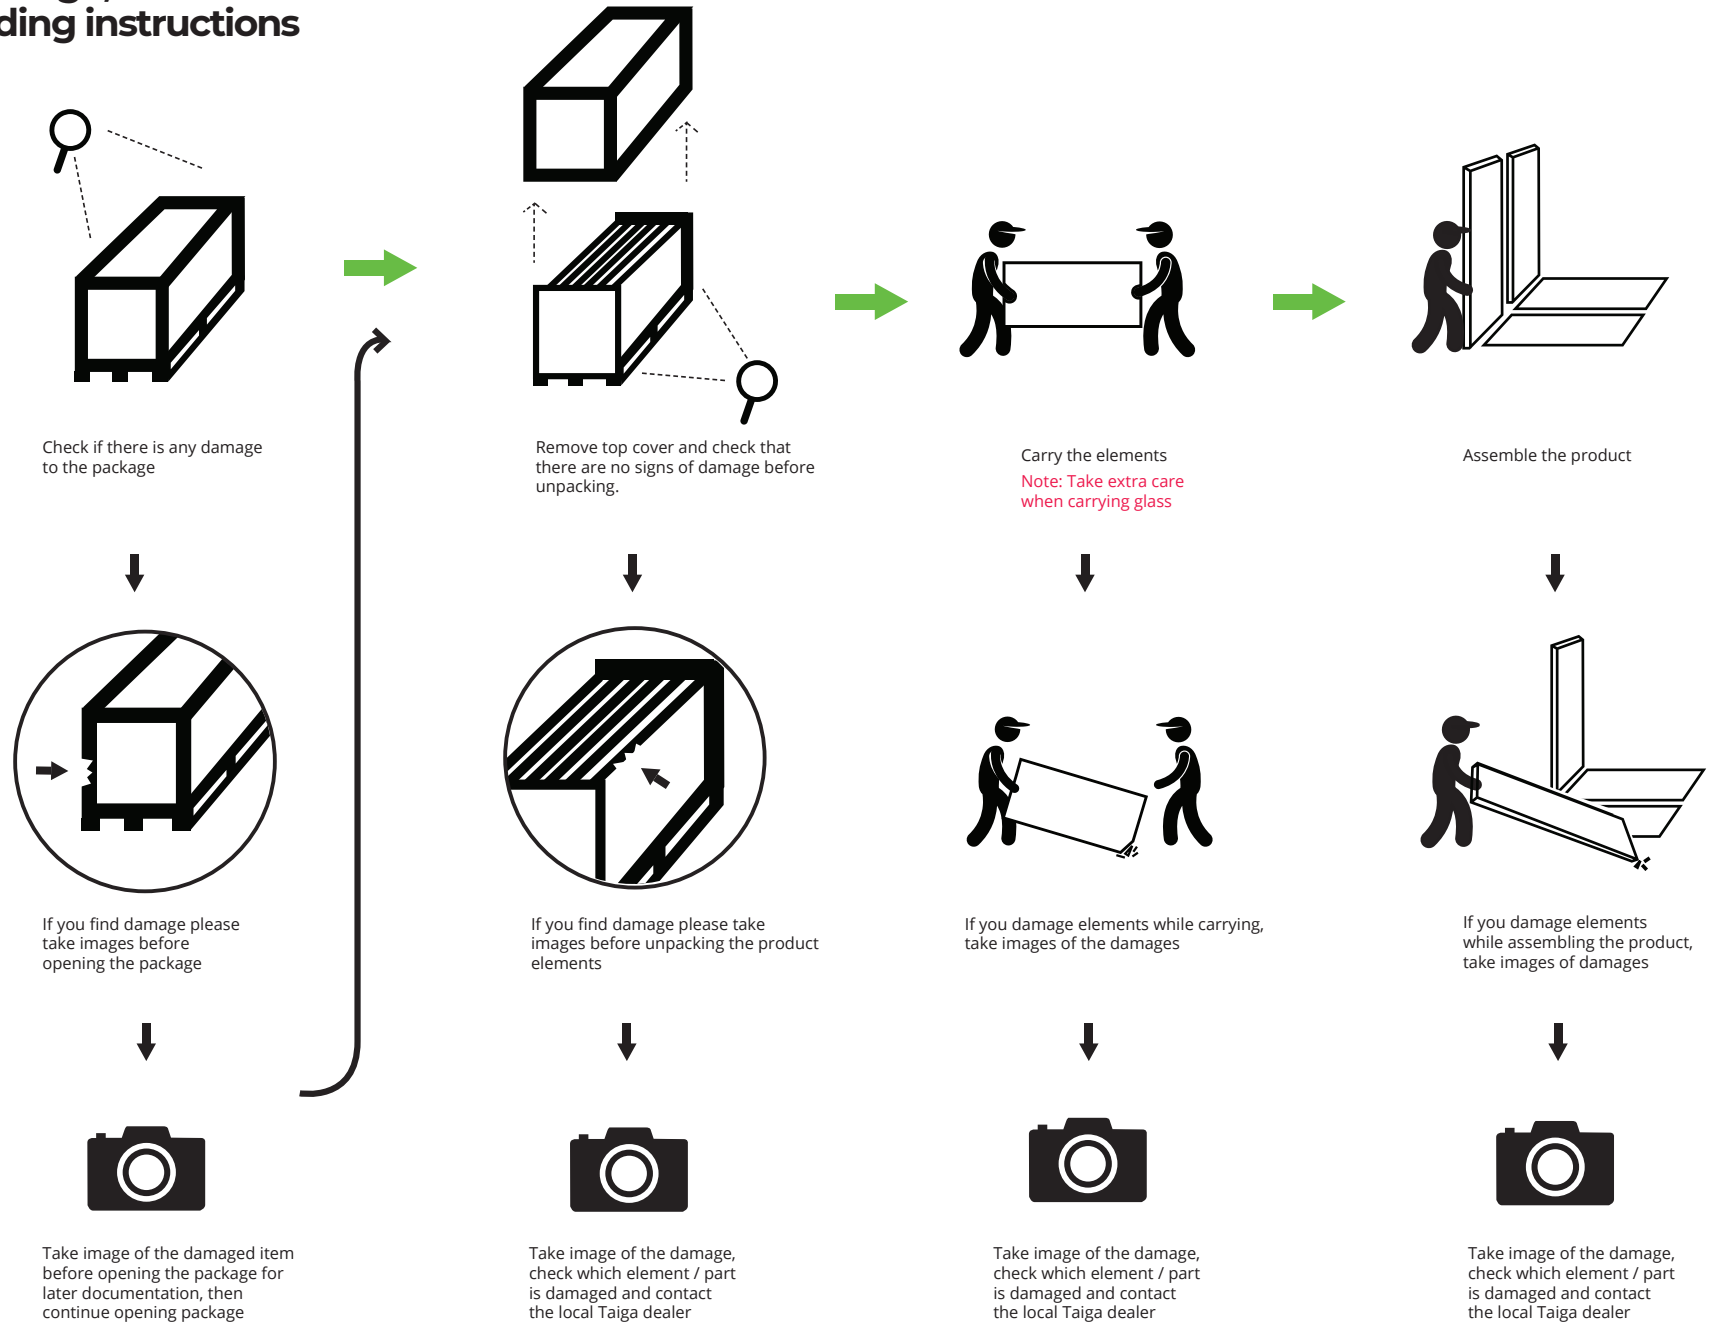 instructions
Check if there is any damage
to the package
Remove top cover and check that
there are no signs of damage before
unpacking.
Carry the elements
Note: Take extra care
when carrying glass
Assemble the product
If you find damage please
take images before
opening the package
If you find damage please take
images before unpacking the product
elements
If you damage elements while carrying,
take images of the damages
If you damage elements
while assembling the product,
take images of damages
Take image of the damaged item
before opening the package for
later documentation, then
continue opening package
Take image of the damage,
check which element / part
is damaged and contact
the local Taiga dealer
Take image of the damage,
check which element / part
is damaged and contact
the local Taiga dealer
Take image of the damage,
check which element / part
is damaged and contact
the local Taiga dealer